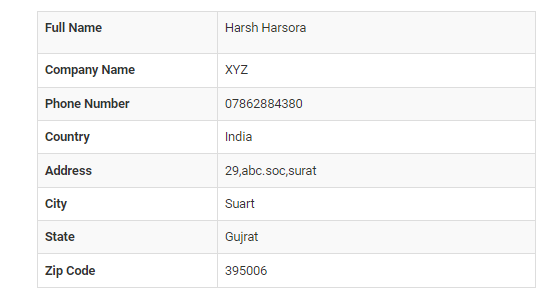 Full Name Harsh Harsora
Company Name XYZ
Phone Number 07862884380
Country India
Address 29,abc.soc,surat
City Suart
State Gujrat
Zip Code 395006